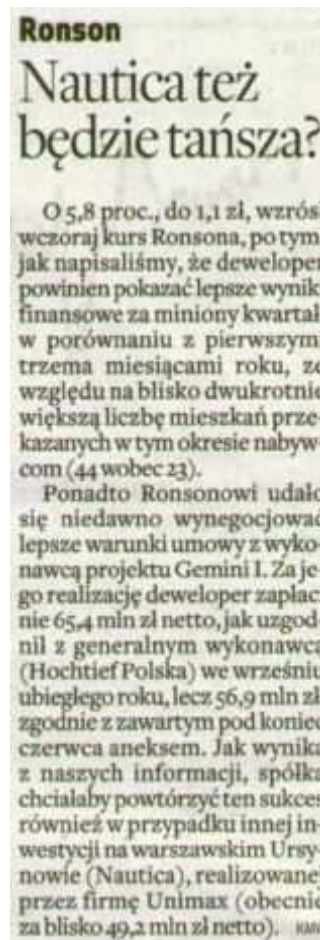 Ronson
Nautica też
będzie tańsza?
O 5,8 proc., do 1,1 zł, wzrósł
wczoraj kurs Ronsona, po tym,
jak napisaliśmy, że deweloper
powinien pokazać lepsze wyniki
finansowe za miniony kwartał
w porównaniu z pierwszymi
trzema miesiącami roku, ze
względu na blisko dwukrotnie
większą liczbę mieszkań prze-
kazanych w tym okresie nabyw-
com (44 wobec 23).
Ponadto Ronsonowi udało
się niedawno wynegocjować
lepsze warunki umowy z wyko-
nawcą projektu Gemini I. Za je-
go realizację deweloper zapłaci
nie 65,4 mln zł netto, jak uzgod-
nił z generalnym wykonawcą
(Hochtief Polska) we wrześniu
ubiegłego roku, lecz 56,9 mln zł,
zgodnie z zawartym pod koniec
czerwca aneksem. Jak wynika
z naszych informacji, spółka
chciałaby powtórzyć ten sukces
również w przypadku innej in-
westycji na warszawskim Ursy-
nowie (Nautica), realizowanej
przez firmę Unimax (obecnie
za blisko 49,2 mln zł netto).